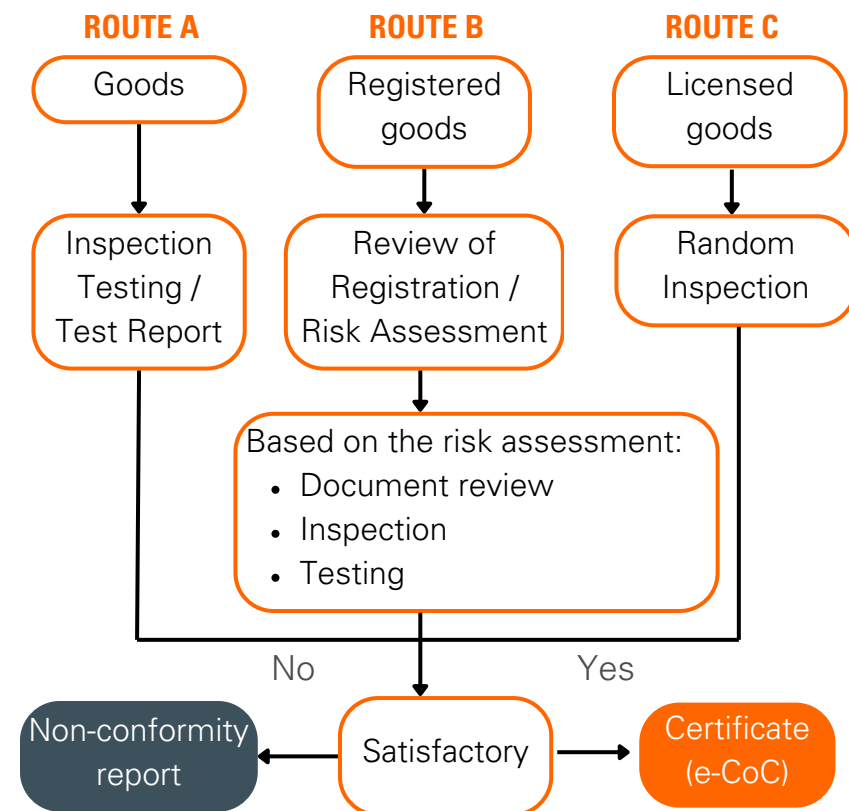 ROUTE A
ROUTE B
ROUTE C
Goods
Registered
goods
Licensed
goods
Inspection
Testing /
Test Report
Review of
Registration /
Risk Assessment
Random
Inspection
Based on the risk assessment:
• Document review
• Inspection
• Testing
No
Yes
Non-conformity
report
Satisfactory
Certificate
(e-CoC)